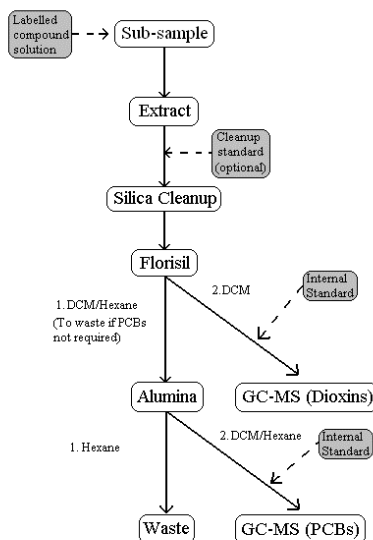 Labelled
compound
solution
Sub-sample
Extract
Cleanup
standard
(optional)
Silica Cleanup
Florisil
1. DCM/Hexane
(To waste if PCBs
not required)
2.DCM
Internal
Standard
Alumina
GC-MS (Dioxins)
1. Hexane
2.DCM/Hexane
Internal
Standard
Waste
GC-MS (PCBs)